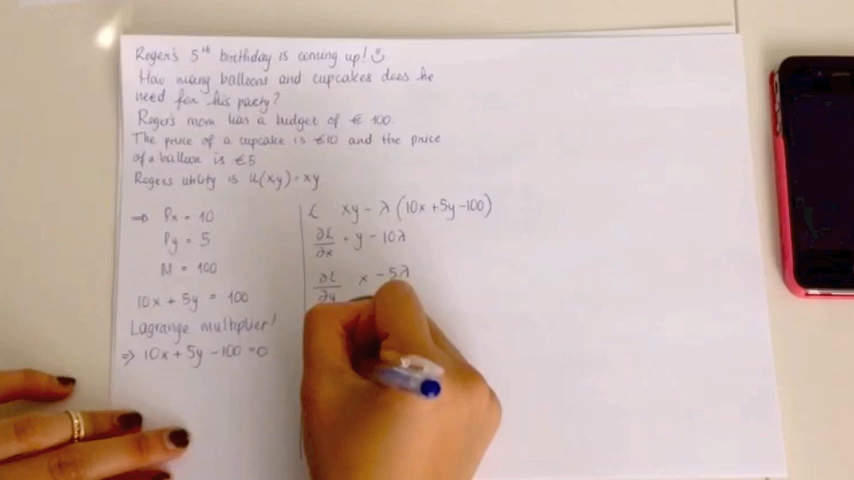 Roger's 5th birthday is coming up! :)
How many balloons and cupcakes does he
need for his party?
Roger's mom has a budget of € 100.
The price of a cupcake is €10 and the price
of a balloon is €5
Rogers utility is U(xy) = xy
⇒ Px = 10
Py = 5
M = 100
10x + 5y = 100
Lagrange multiplier!
⇒ 10x + 5y - 100 = 0
L xy - λ (10x + 5y - 100)
∂L/∂x = y - 10λ
∂L/∂y x - 5λ